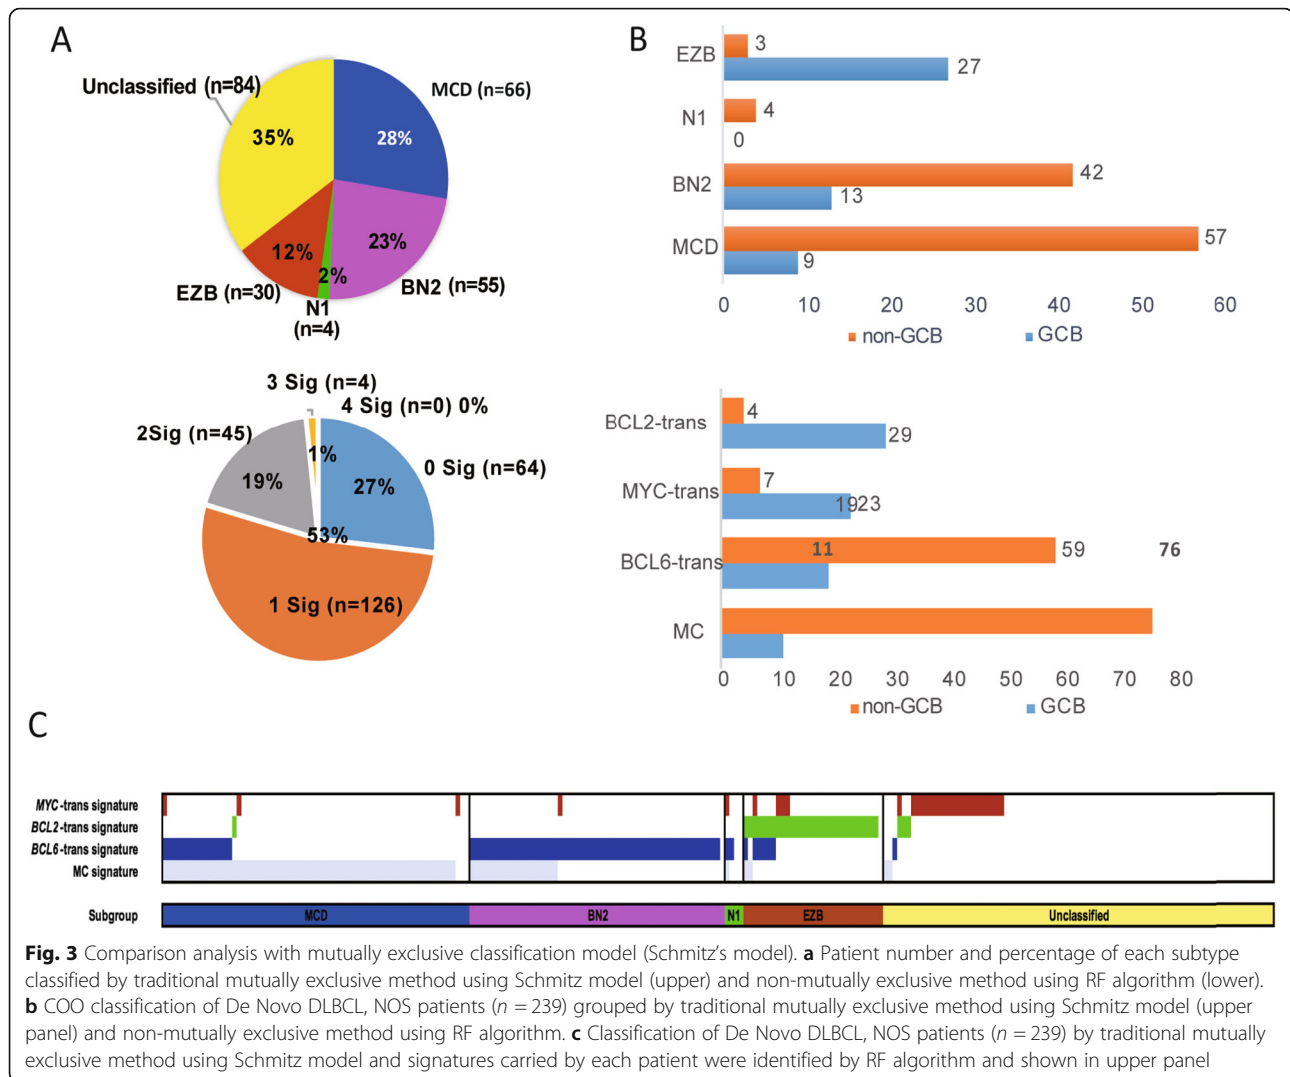 A
Unclassified (n=84)
MCD (n=66)
35%
28%
12%
2%
23%
EZB (n=30)
N1
(n=4)
BN2 (n=55)
3 Sig (n=4)
4 Sig (n=0) 0%
2Sig (n=45)
1%
0 Sig (n=64)
19%
27%
53%
1 Sig (n=126)
B
EZB
3
27
N1
4
0
BN2
42
13
MCD
57
9
0 10 20 30 40 50 60
non-GCB GCB
BCL2-trans
4
29
MYC-trans
7
1923
BCL6-trans
11 59 76
MC
0 10 20 30 40 50 60 70 80
non-GCB GCB
C
MYC-trans signature
BCL2-trans signature
BCL6-trans signature
MC signature
Subgroup MCD BN2 N1 EZB Unclassified
Fig. 3 Comparison analysis with mutually exclusive classification model (Schmitz's model). a Patient number and percentage of each subtype
classified by traditional mutually exclusive method using Schmitz model (upper) and non-mutually exclusive method using RF algorithm (lower).
b COO classification of De Novo DLBCL, NOS patients (n = 239) grouped by traditional mutually exclusive method using Schmitz model (upper
panel) and non-mutually exclusive method using RF algorithm. c Classification of De Novo DLBCL, NOS patients (n = 239) by traditional mutually
exclusive method using Schmitz model and signatures carried by each patient were identified by RF algorithm and shown in upper panel